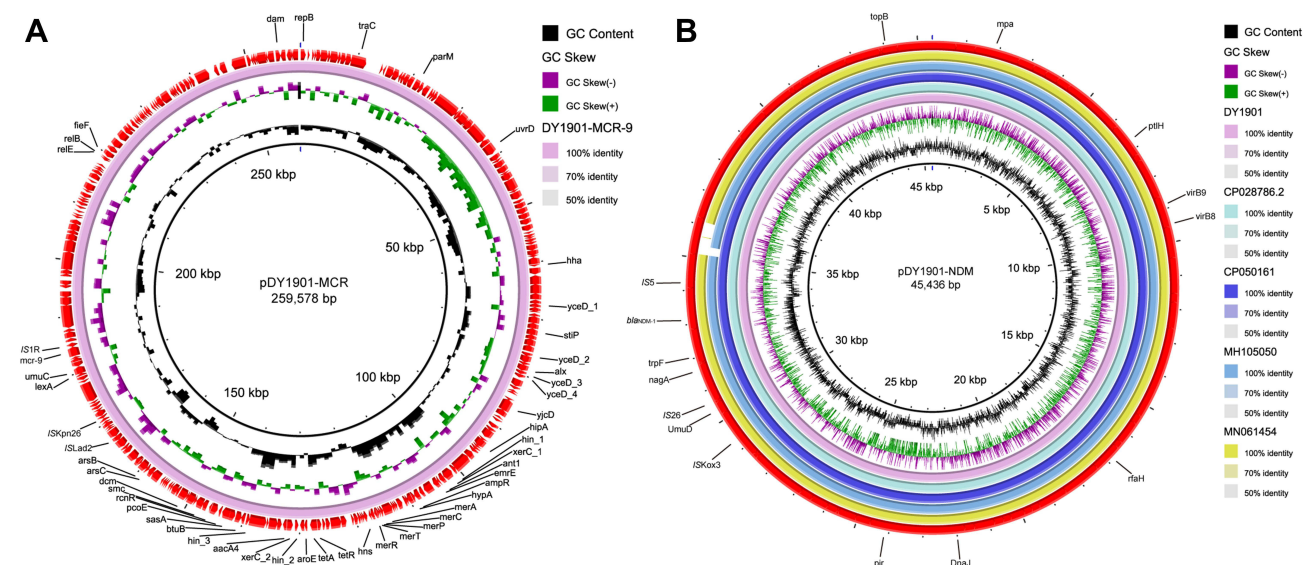 A
dam
repB
traC
parM
uvrD
hha
yceD_1
stiP
yceD_2
alx
yceD_3
yceD_4
yjcD
hipA
hin_1
xerC_1
ant1
emrE
ampR
hypA
merA
merC
merP
merT
merR
hns
tetR
tetA
aroE
hin_2
xerC_2
aacA4
hin_3
btuB
sasA
pcoE
rcnR
smc
dcm
arsC
arsB
ISLad2
ISKpn26
lexA
umuC
mcr-9
IS1R
relE
relB
fieF
250 kbp
50 kbp
200 kbp
100 kbp
150 kbp
pDY1901-MCR
259,578 bp
GC Content
GC Skew
GC Skew(-)
GC Skew(+)
DY1901-MCR-9
100% identity
70% identity
50% identity
B
topB
mpa
ptlH
virB9
virB8
rfaH
DnaJ
pir
ISKox3
UmuD
IS26
nagA
trpF
blaNDM-1
IS5
45 kbp
5 kbp
40 kbp
10 kbp
35 kbp
15 kbp
30 kbp
20 kbp
25 kbp
pDY1901-NDM
45,436 bp
GC Content
GC Skew
GC Skew(-)
GC Skew(+)
DY1901
100% identity
70% identity
50% identity
CP028786.2
100% identity
70% identity
50% identity
CP050161
100% identity
70% identity
50% identity
MH105050
100% identity
70% identity
50% identity
MN061454
100% identity
70% identity
50% identity